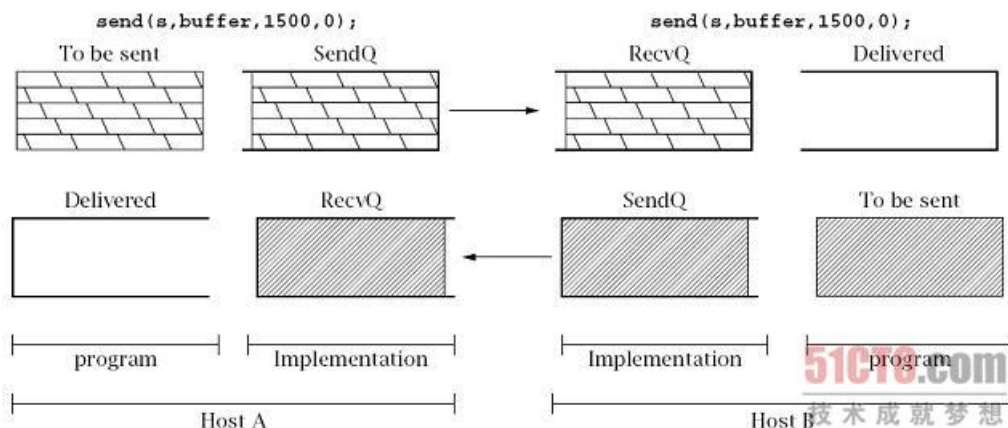 send(s,buffer,1500,0); send(s,buffer,1500,0);
To be sent SendQ RecvQ Delivered
Delivered RecvQ SendQ To be sent
program Implementation Implementation program
Host A Host B
51CTO.com
技术成就梦想